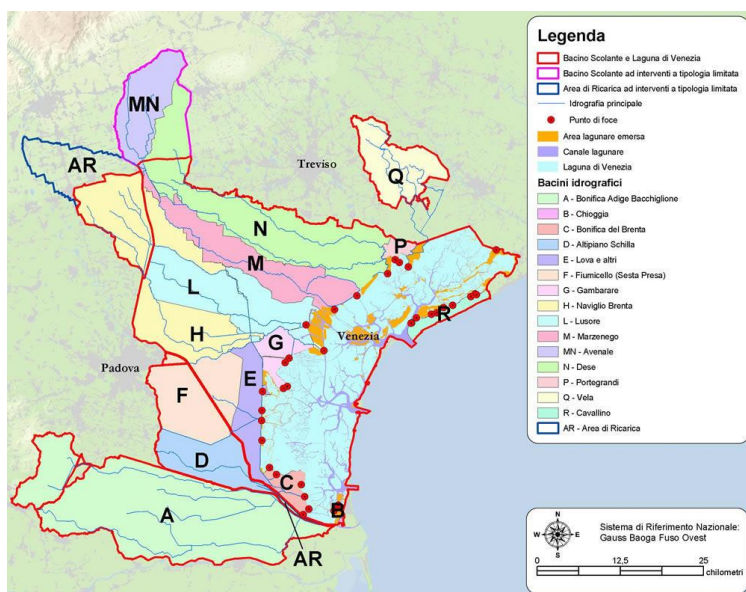 MN
AR
Treviso
Q
N
P
M
L
R
Venezia
H
G
Padova
E
F
D
C
A
B
AR
Legenda
Bacino Scolante e Laguna di Venezia
Bacino Scolante ad interventi a tipologia limitata
Area di Ricarica ad interventi a tipologia limitata
Idrografia principale
Punto di foce
Area lagunare emersa
Canale lagunare
Laguna di Venezia
Bacini idrografici
A - Bonifica Adige Bacchiglione
B - Chioggia
C - Bonifica del Brenta
D - Altipiano Schilla
E - Lova e altri
F - Fiumicello (Sesta Presa)
G - Gambarare
H - Naviglio Brenta
L - Lusore
M - Marzenego
MN - Avenale
N - Dese
P - Portegrandi
Q - Vela
R - Cavallino
AR - Area di Ricarica
N
W E
S
Sistema di Riferimento Nazionale:
Gauss Baoga Fuso Ovest
0 12,5 25
chilometri